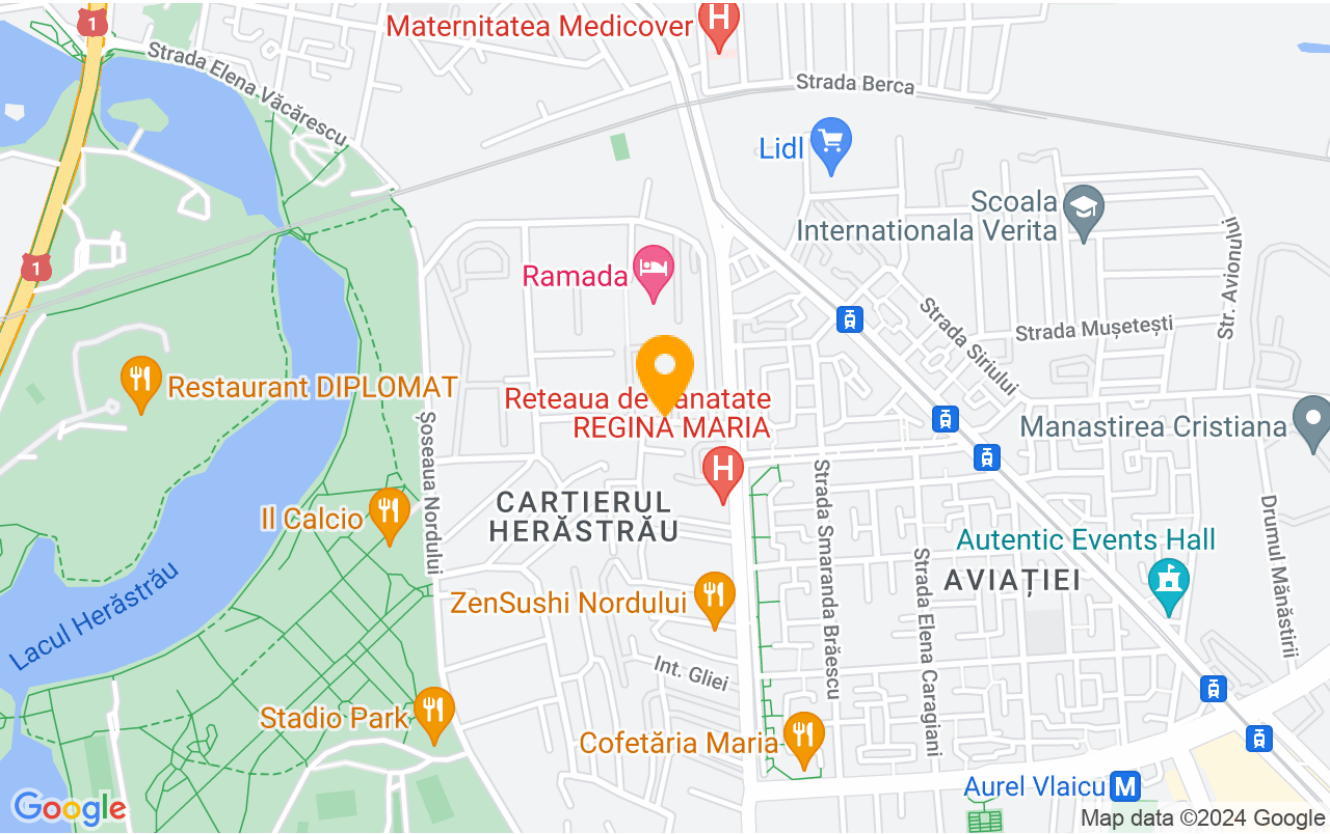 1
Maternitatea Medicover
H
Strada Elena Văcărescu
Strada Berca
Lidl
Scoala
Internationala Verita
1
Ramada
Str. Avionului
Strada Siriului
Strada Mușetești
Restaurant DIPLOMAT
Reteaua de
REGINA MARIA
H
Manastirea Cristiana
Șoseaua Nordului
CARTIERUL
HERĂSTRĂU
Il Calcio
Strada Smaranda Brăescu
Drumul Mănăstirii
Autentic Events Hall
AVIAȚIEI
Strada Elena Caragiani
Lacul Herăstrău
ZenSushi Nordului
Int. Gliei
Stadio Park
Cofetăria Maria
Aurel Vlaicu M
Google
Map data ©2024 Google